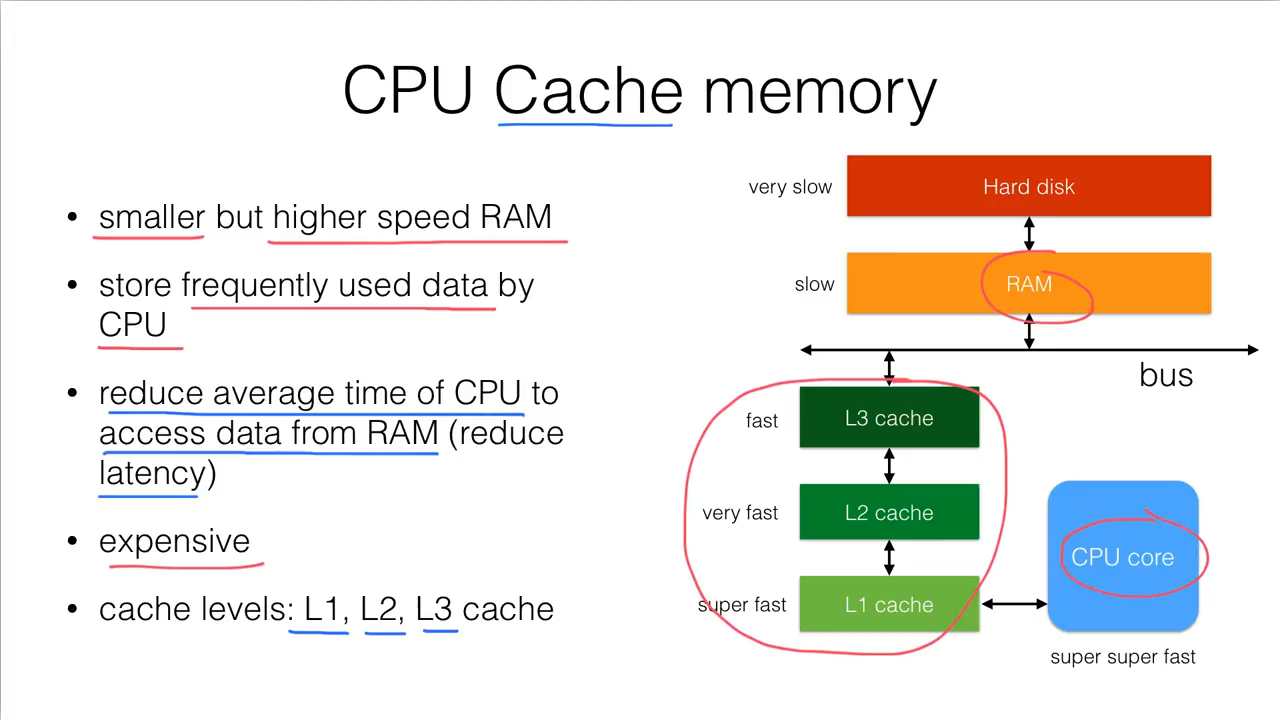 CPU Cache memory
• smaller but higher speed RAM
• store frequently used data by
CPU
• reduce average time of CPU to
access data from RAM (reduce
latency)
• expensive
• cache levels: L1, L2, L3 cache
very slow
Hard disk
slow
RAM
bus
fast
L3 cache
very fast
L2 cache
super fast
L1 cache
CPU core
super super fast